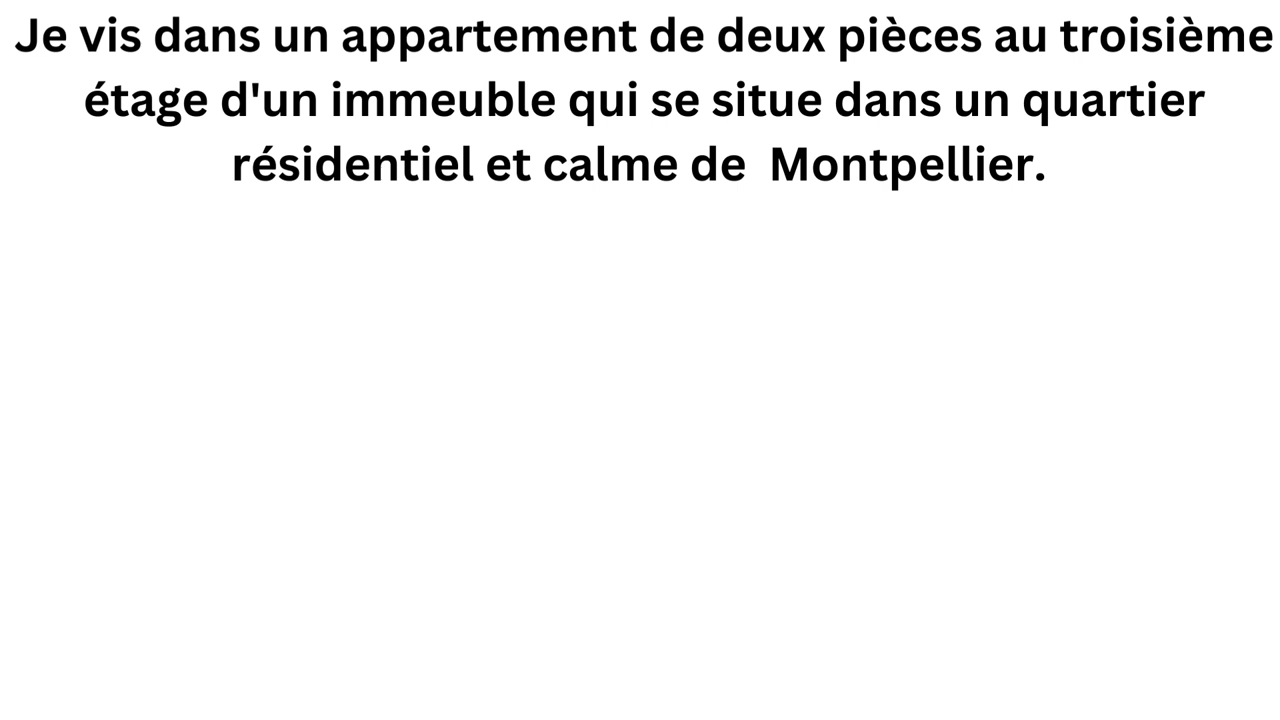 Je vis dans un appartement de deux pièces au troisième
étage d'un immeuble qui se situe dans un quartier
résidentiel et calme de  Montpellier.